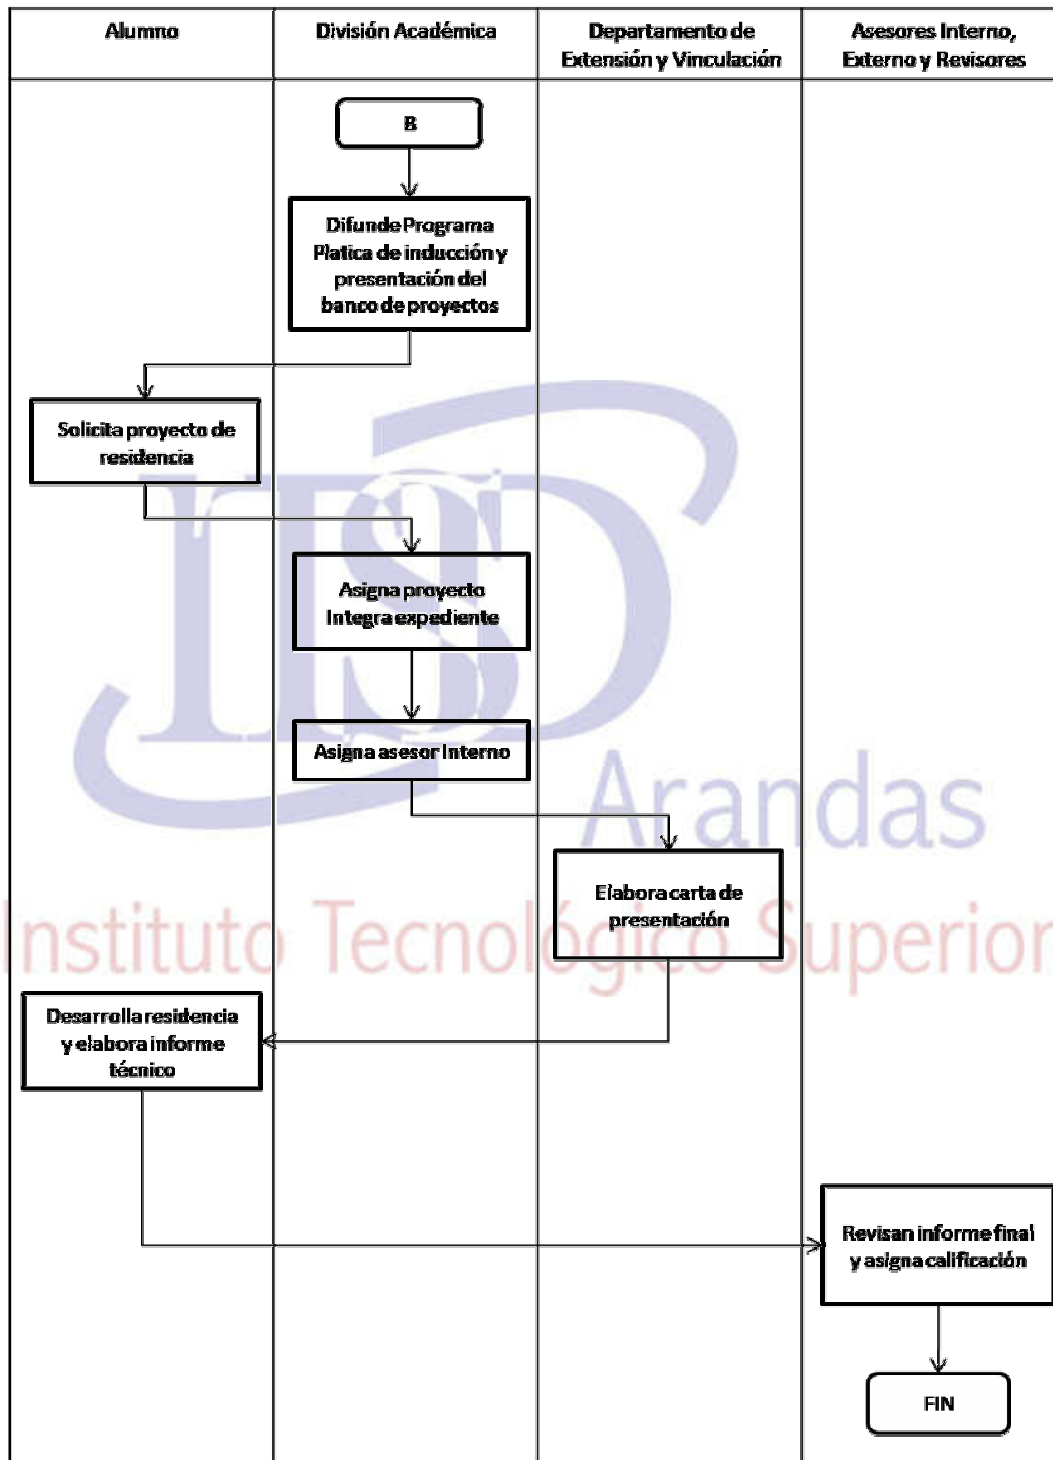 Alumno
División Académica
Departamento de
Extensión y Vinculación
Asesores Interno,
Externo y Revisores
B
Difunde Programa
Platica de inducción y
presentación del
banco de proyectos
Solicita proyecto de
residencia
Asigna proyecto
Integra expediente
Asigna asesor Interno
Elabora carta de
presentación
Desarrolla residencia
y elabora informe
técnico
Revisan informe final
y asigna calificación
FIN
ITSD
Arandas
Instituto Tecnológico Superior